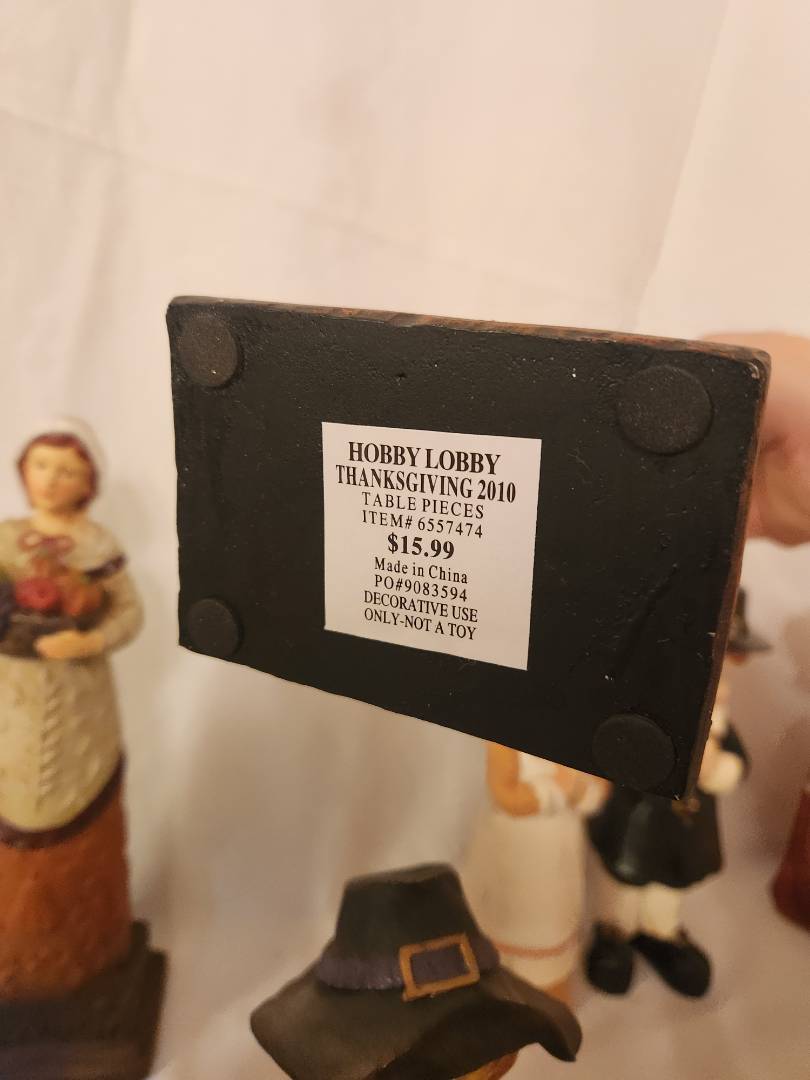 HOBBY LOBBY
THANKSGIVING 2010
TABLE PIECES
ITEM# 6557474
$15.99
Made in China
PO#9083594
DECORATIVE USE
ONLY-NOT A TOY